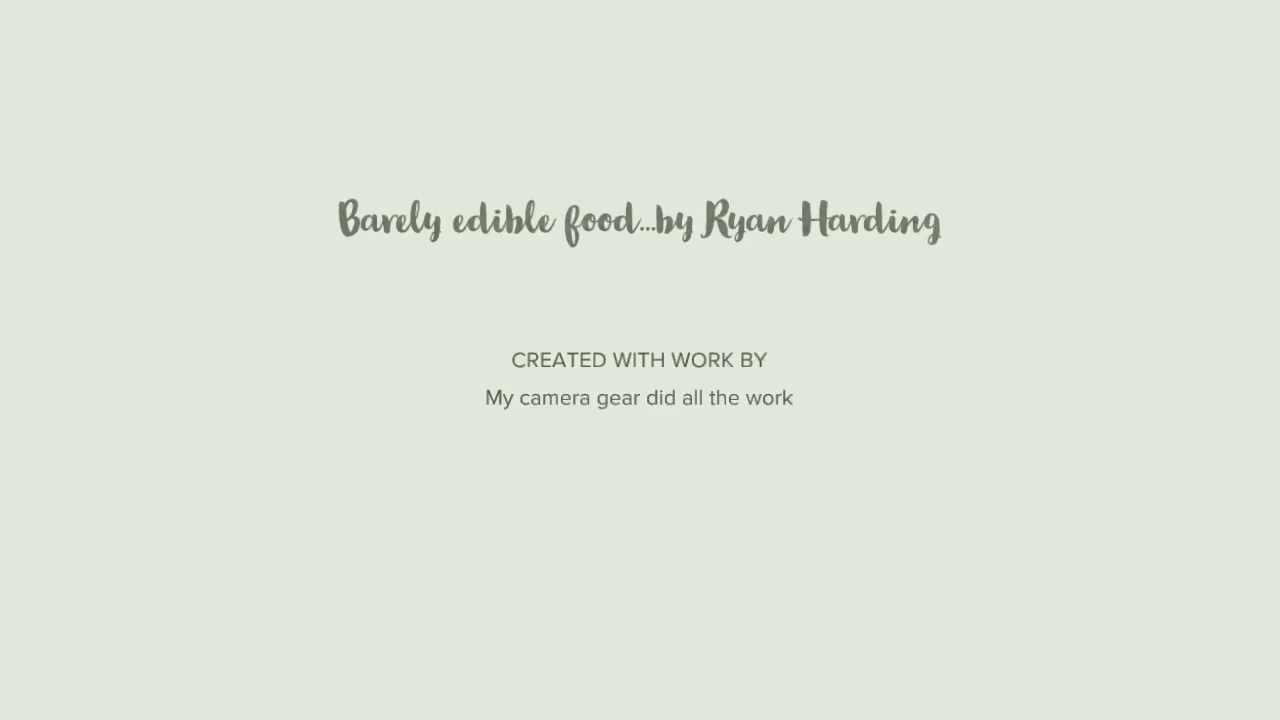 Barely edible food...by Ryan Harding
CREATED WITH WORK BY
My camera gear did all the work